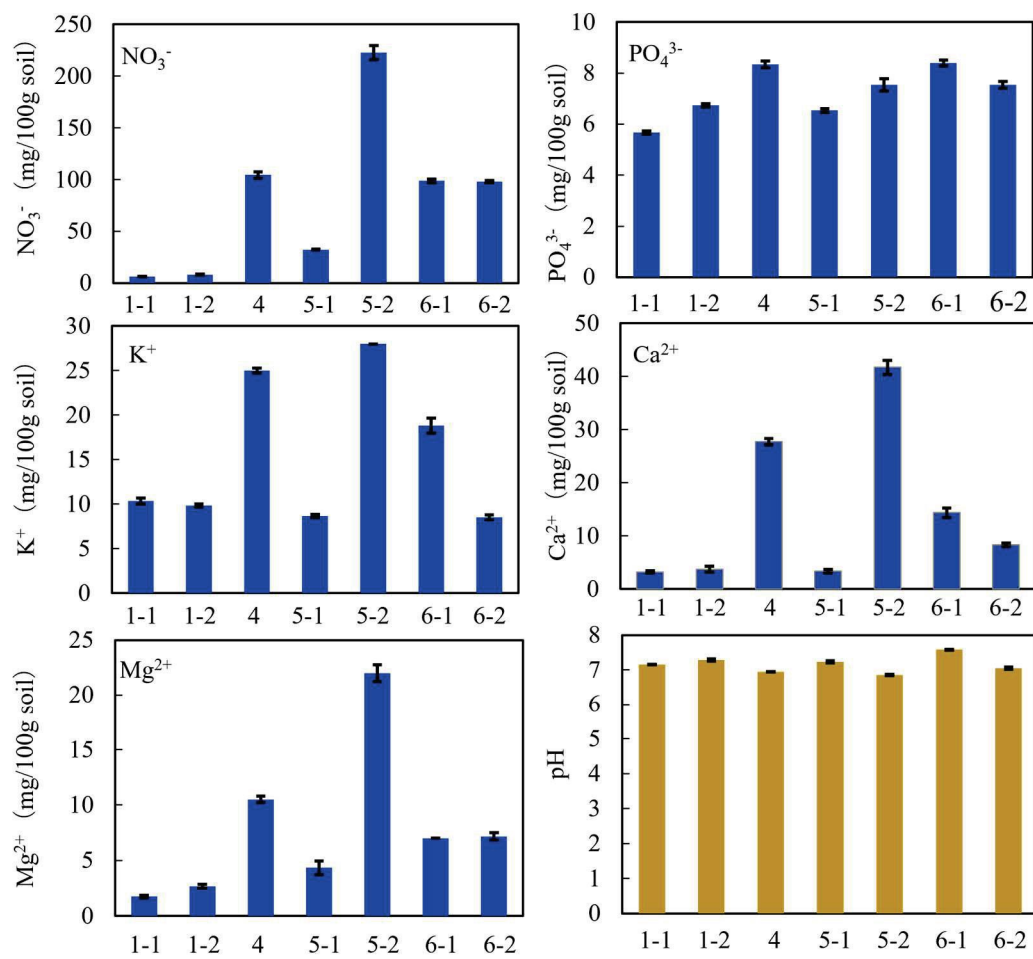 NO₃⁻ (mg/100g soil)
250
200
150
100
50
0
NO₃⁻
1-1 1-2 4 5-1 5-2 6-1 6-2
PO₄³⁻ (mg/100g soil)
10
8
6
4
2
0
PO₄³⁻
1-1 1-2 4 5-1 5-2 6-1 6-2
K⁺ (mg/100g soil)
30
25
20
15
10
5
0
K⁺
1-1 1-2 4 5-1 5-2 6-1 6-2
Ca²⁺ (mg/100g soil)
50
40
30
20
10
0
Ca²⁺
1-1 1-2 4 5-1 5-2 6-1 6-2
Mg²⁺ (mg/100g soil)
25
20
15
10
5
0
Mg²⁺
1-1 1-2 4 5-1 5-2 6-1 6-2
pH
8
7
6
5
4
3
2
1
0
1-1 1-2 4 5-1 5-2 6-1 6-2